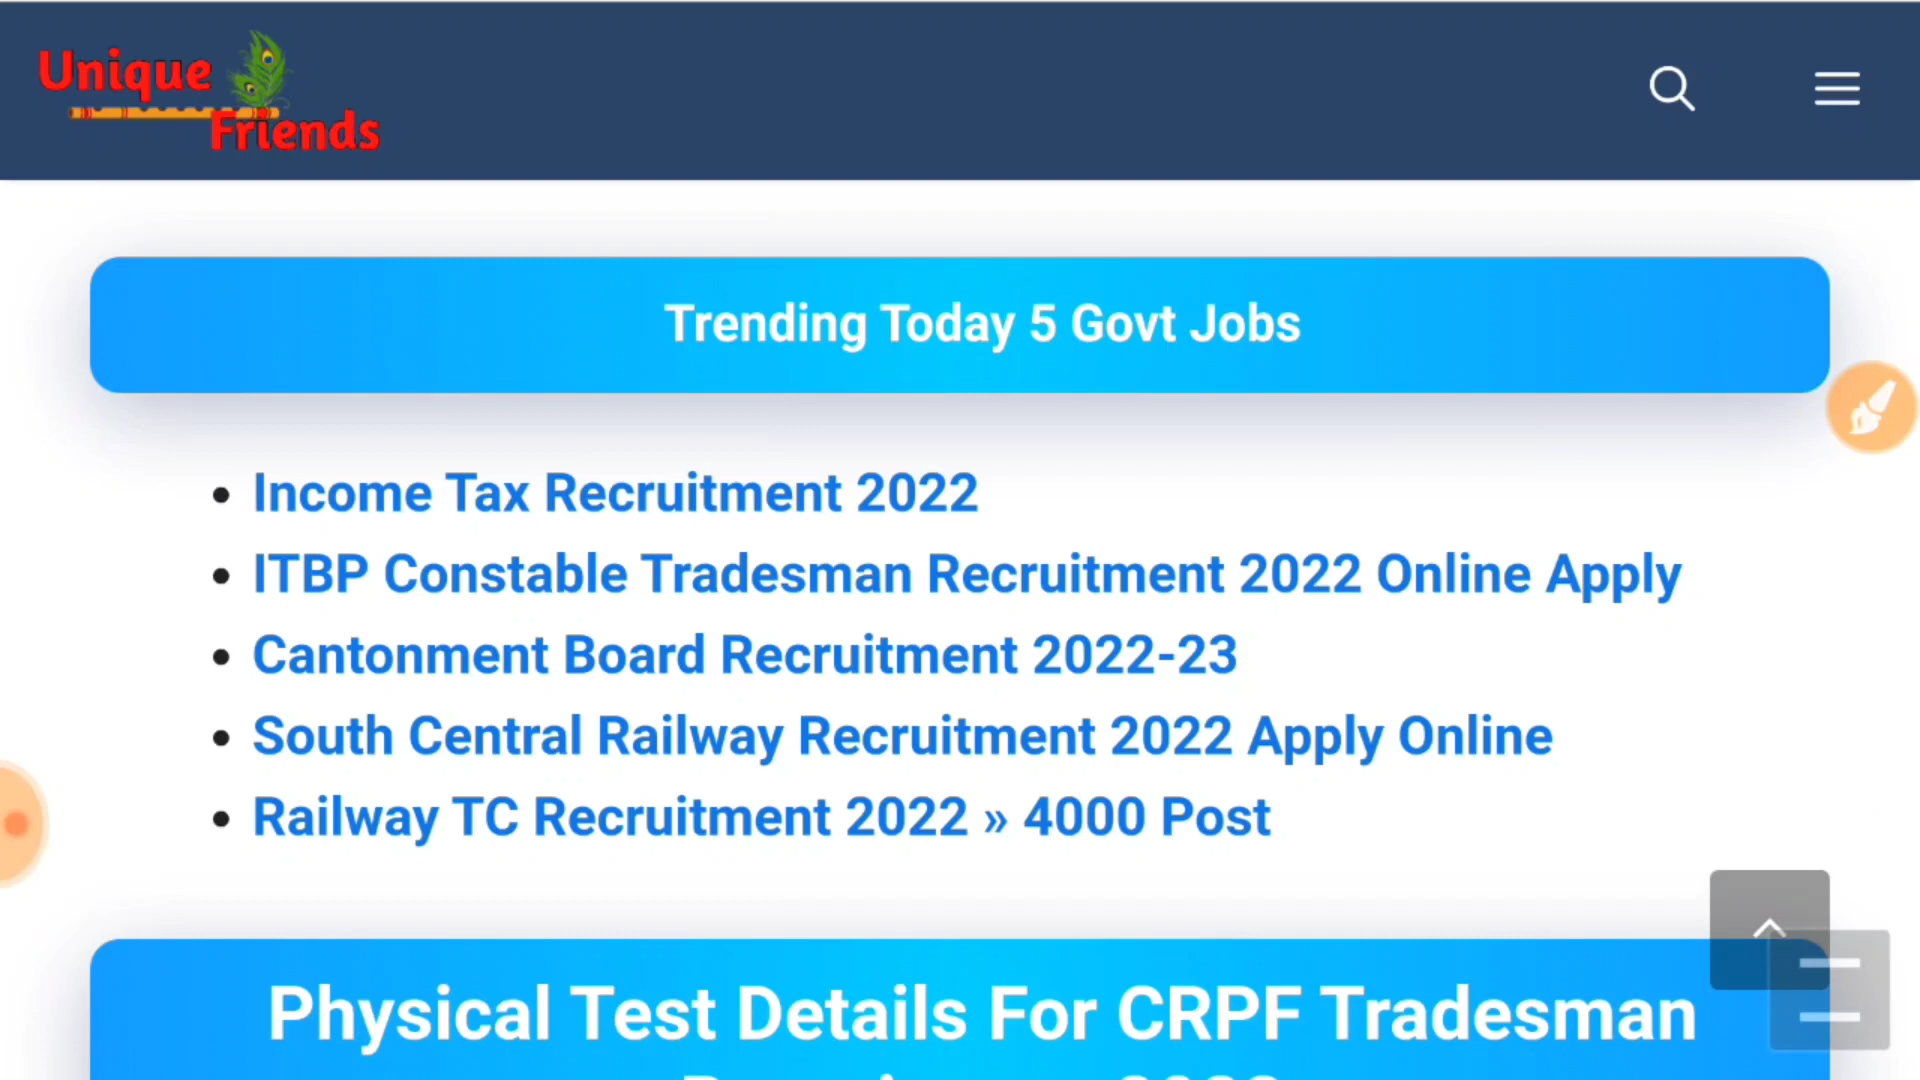 Unique
Friends
Trending Today 5 Govt Jobs
Income Tax Recruitment 2022
ITBP Constable Tradesman Recruitment 2022 Online Apply
Cantonment Board Recruitment 2022-23
South Central Railway Recruitment 2022 Apply Online
Railway TC Recruitment 2022 » 4000 Post
Physical Test Details For CRPF Tradesman